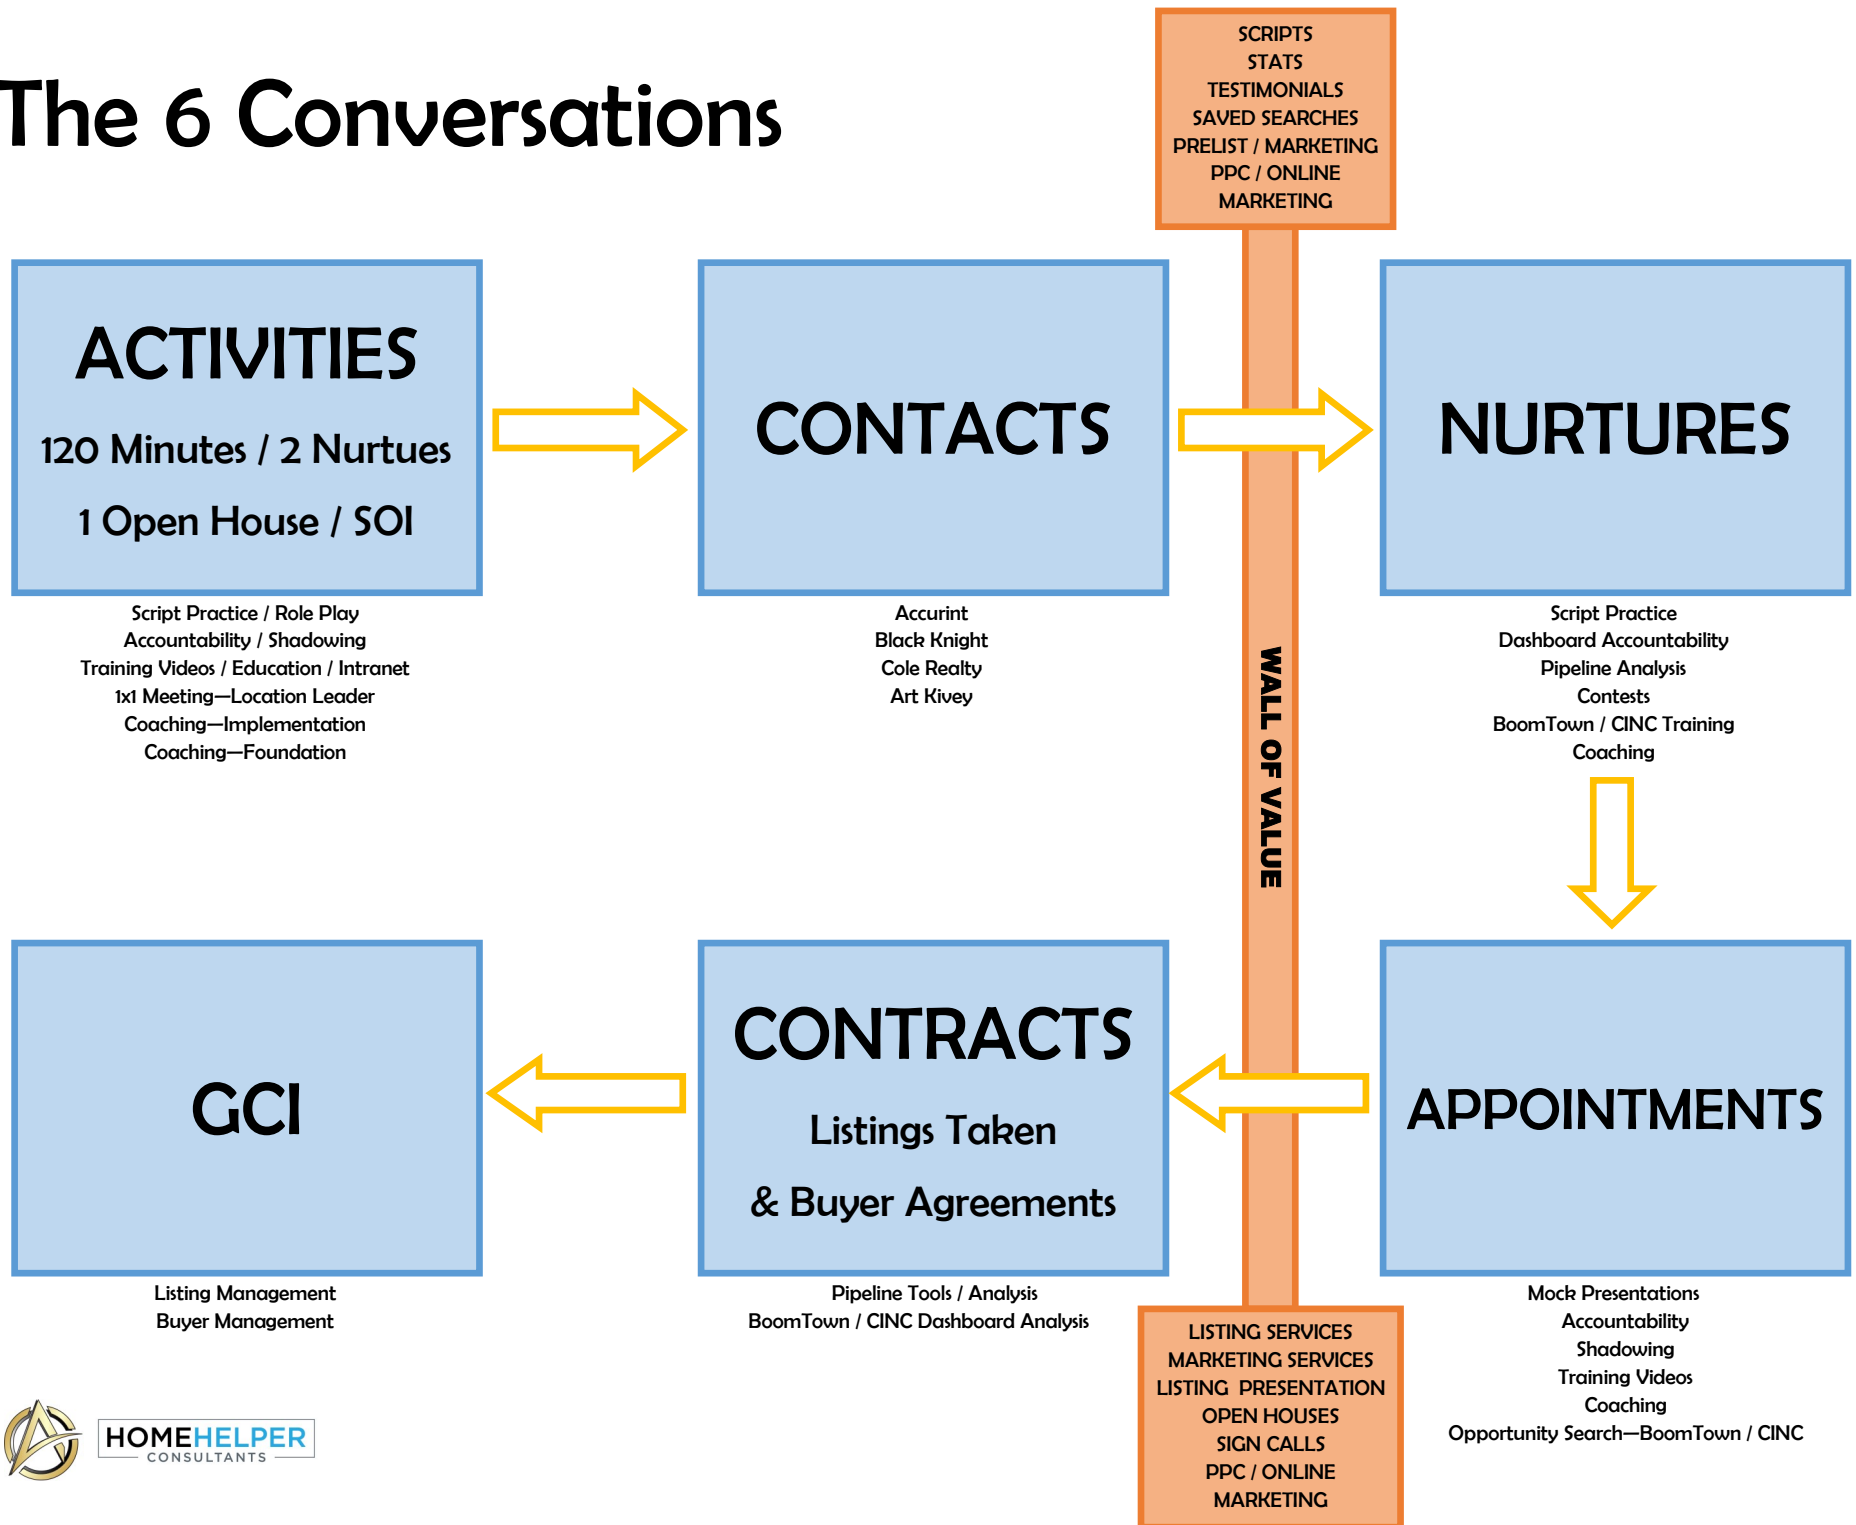 The 6 Conversations
SCRIPTS
STATS
TESTIMONIALS
SAVED SEARCHES
PRELIST / MARKETING
PPC / ONLINE
MARKETING
ACTIVITIES
120 Minutes / 2 Nurtues
1 Open House / SOI
Script Practice / Role Play
Accountability / Shadowing
Training Videos / Education / Intranet
1x1 Meeting—Location Leader
Coaching—Implementation
Coaching—Foundation
CONTACTS
Accurint
Black Knight
Cole Realty
Art Kivey
NURTURES
Script Practice
Dashboard Accountability
Pipeline Analysis
Contests
BoomTown / CINC Training
Coaching
WALL OF VALUE
APPOINTMENTS
Mock Presentations
Accountability
Shadowing
Training Videos
Coaching
Opportunity Search—BoomTown / CINC
CONTRACTS
Listings Taken
& Buyer Agreements
Pipeline Tools / Analysis
BoomTown / CINC Dashboard Analysis
GCI
Listing Management
Buyer Management
LISTING SERVICES
MARKETING SERVICES
LISTING PRESENTATION
OPEN HOUSES
SIGN CALLS
PPC / ONLINE
MARKETING
HOMEHELPER
CONSULTANTS